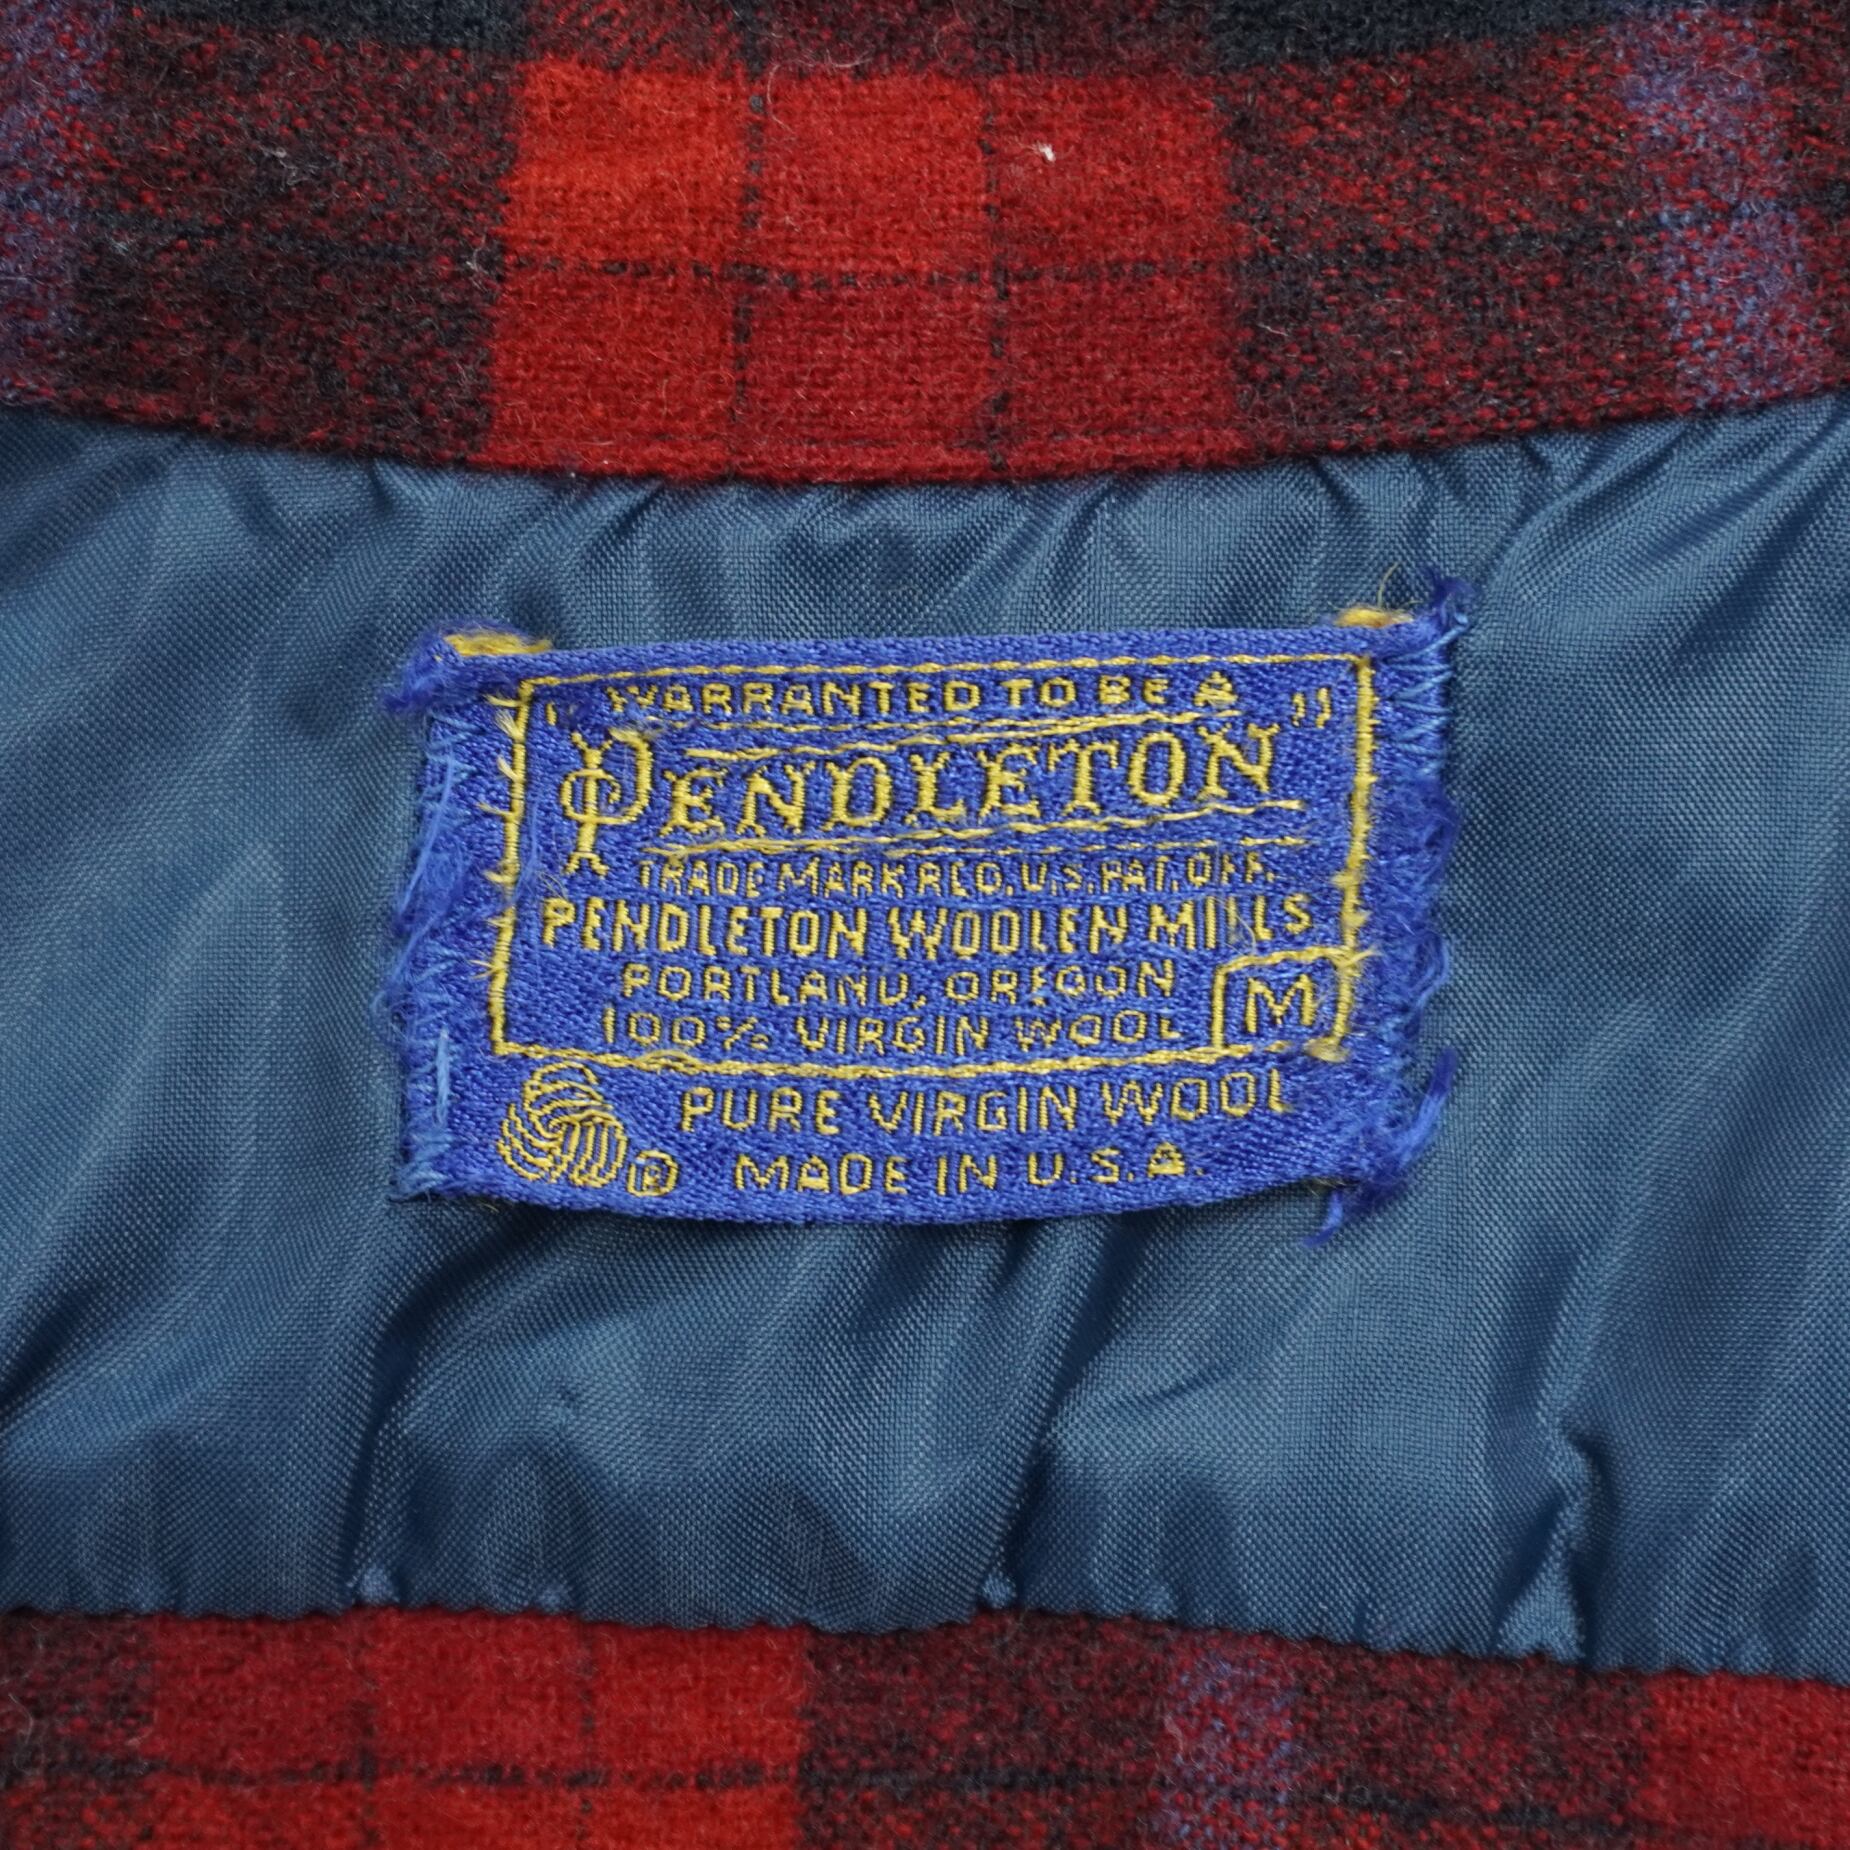 WARRANTED TO BE A
"PENDLETON"
TRADE MARK REG. U.S. PAT. OFF.
PENDLETON WOOLEN MILLS
PORTLAND, OREGON
100% VIRGIN WOOL M
PURE VIRGIN WOOL
® MADE IN U.S.A.